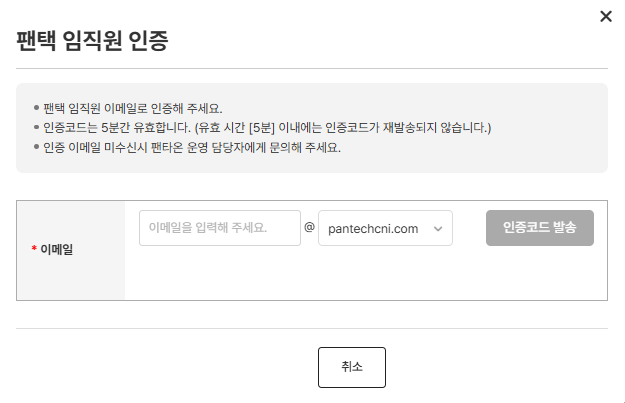 팬택 임직원 인증
팬택 임직원 이메일로 인증해 주세요.
인증코드는 5분간 유효합니다. (유효 시간 [5분] 이내에는 인증코드가 재발송되지 않습니다.)
인증 이메일 미수신시 팬타온 운영 담당자에게 문의해 주세요.
* 이메일 이메일을 입력해 주세요. @ pantechcni.com 인증코드 발송
취소